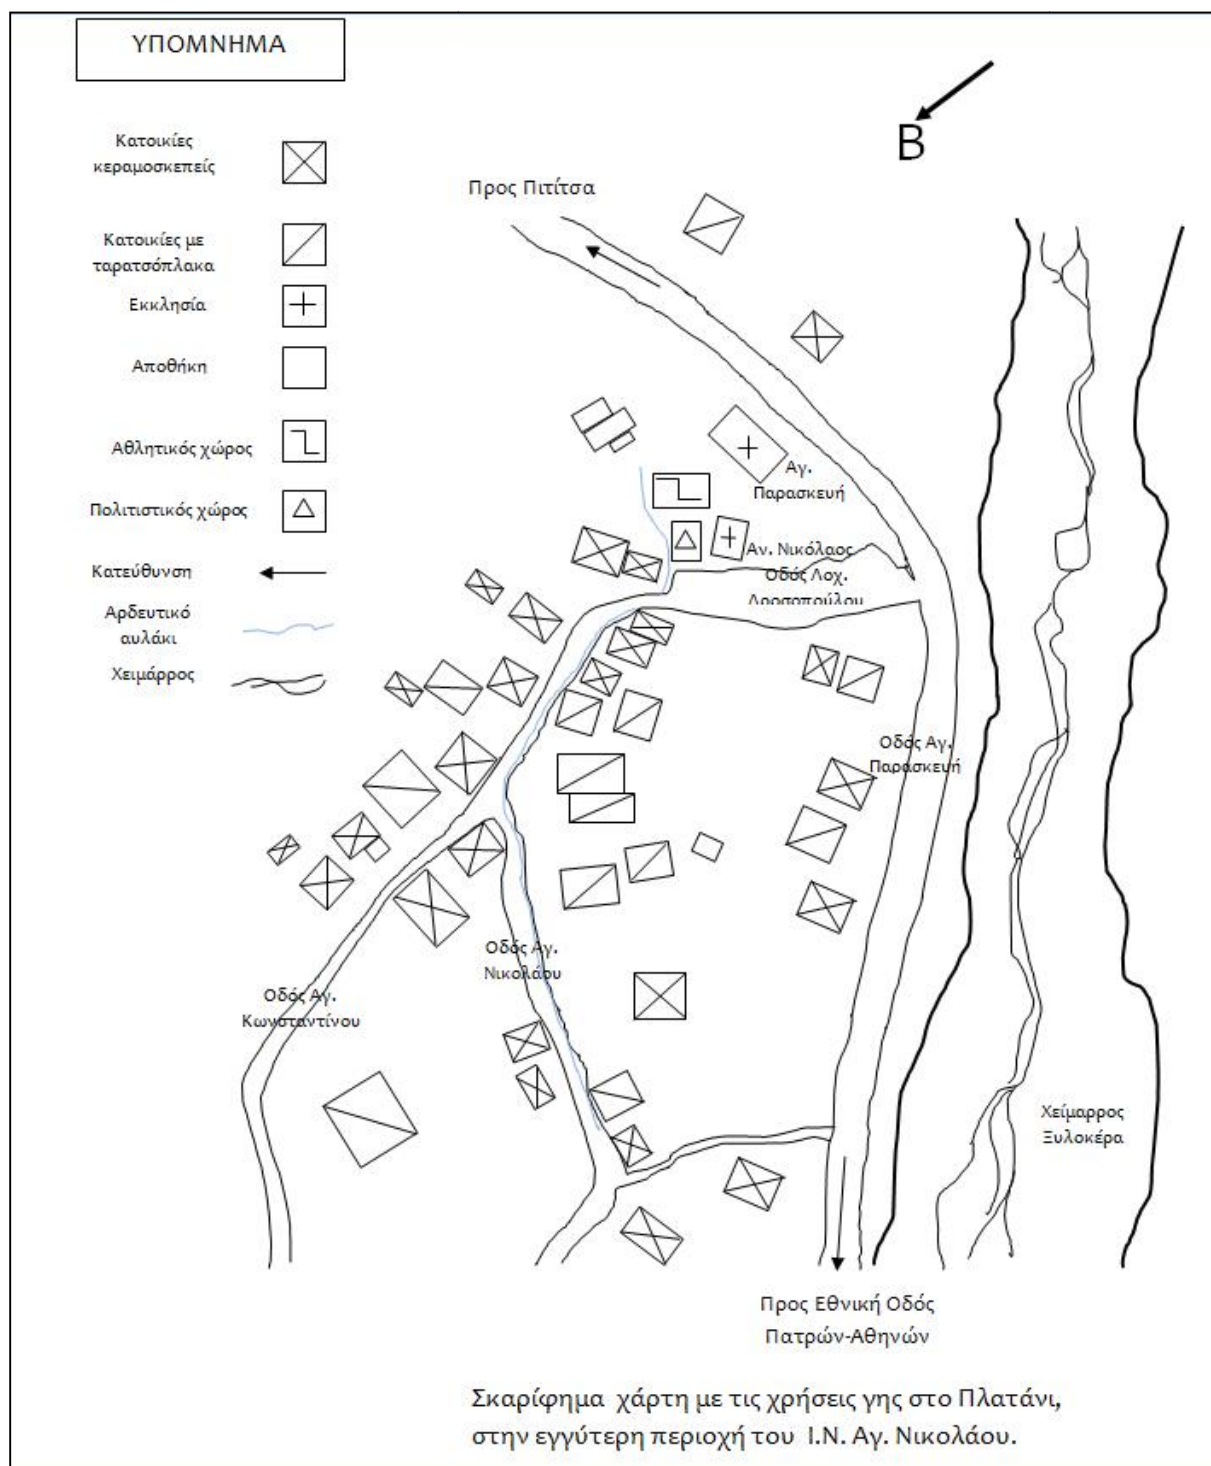 ΥΠΟΜΝΗΜΑ
Κατοικίες
κεραμοσκεπείς
Κατοικίες με
ταρατσόπλακα
Εκκλησία
Αποθήκη
Αθλητικός χώρος
Πολιτιστικός χώρος
Κατεύθυνση
Αρδευτικό
αυλάκι
Χειμάρρος
Β
Προς Πιτίτσα
Αγ.
Παρασκευή
Αν. Νικόλαος
Οδός Λοχ.
Δροσοπούλου
Οδός Αγ.
Παρασκευή
Οδός Αγ.
Νικολάου
Οδός Αγ.
Κωνσταντίνου
Χείμαρρος
Ξυλοκέρα
Προς Εθνική Οδός
Πατρών-Αθηνών
Σκαρίφημα χάρτη με τις χρήσεις γης στο Πλατάνι,
στην εγγύτερη περιοχή του Ι.Ν. Αγ. Νικολάου.